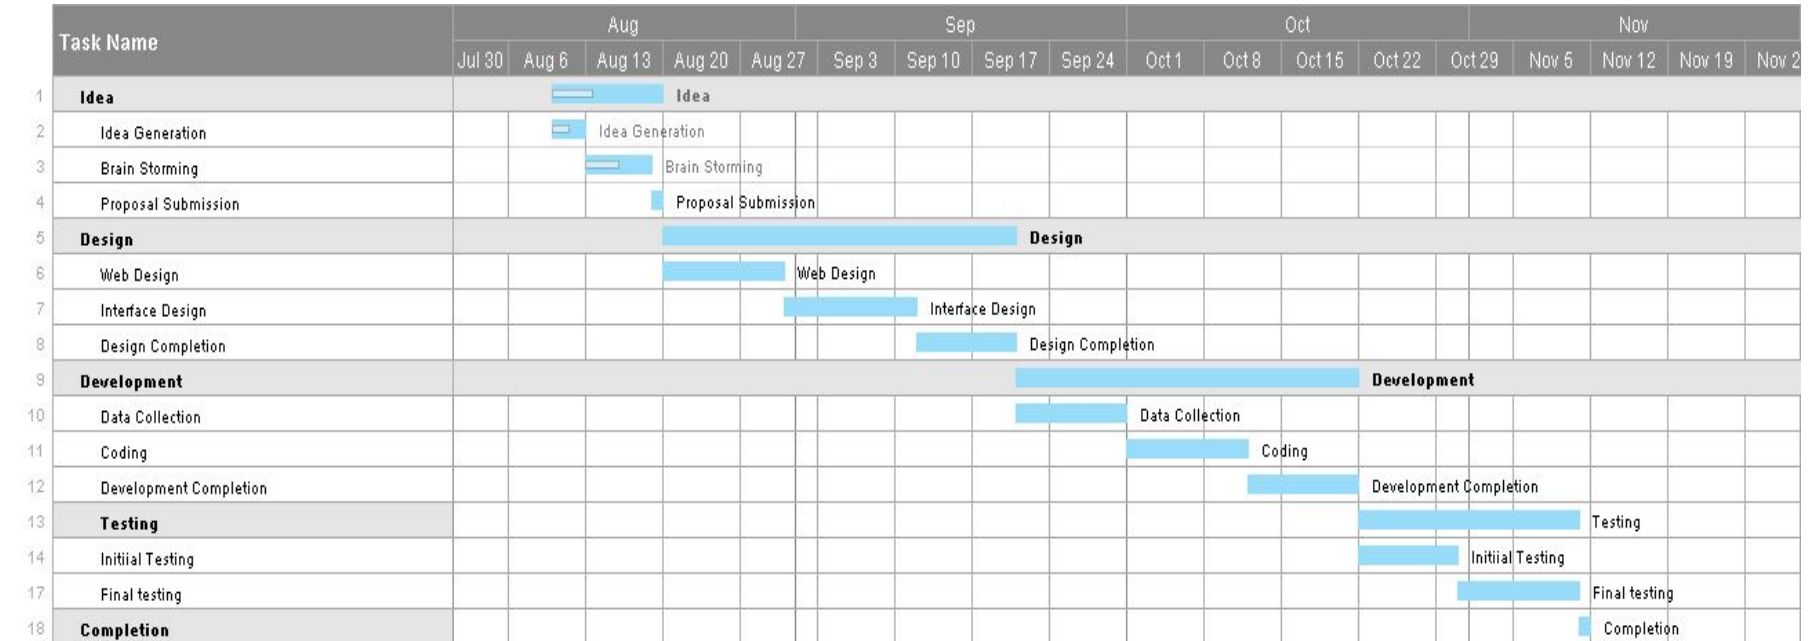 Task Name
Aug Sep Oct Nov
Jul 30 Aug 6 Aug 13 Aug 20 Aug 27 Sep 3 Sep 10 Sep 17 Sep 24 Oct 1 Oct 8 Oct 15 Oct 22 Oct 29 Nov 5 Nov 12 Nov 19 Nov 2
1 Idea Idea
2 Idea Generation Idea Generation
3 Brain Storming Brain Storming
4 Proposal Submission Proposal Submission
5 Design Design
6 Web Design Web Design
7 Interface Design Interface Design
8 Design Completion Design Completion
9 Development Development
10 Data Collection Data Collection
11 Coding Coding
12 Development Completion Development Completion
13 Testing Testing
14 Initiial Testing Initiial Testing
17 Final testing Final testing
18 Completion Completion